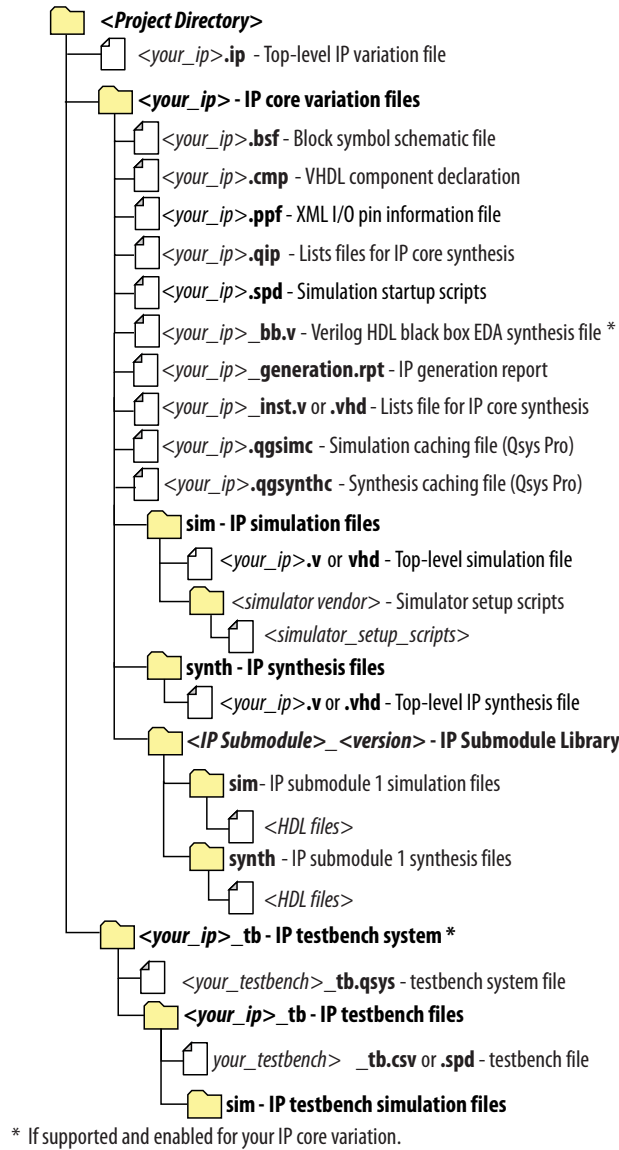 <Project Directory>
<your_ip>.ip - Top-level IP variation file
<your_ip> - IP core variation files
<your_ip>.bsf - Block symbol schematic file
<your_ip>.cmp - VHDL component declaration
<your_ip>.ppf - XML I/O pin information file
<your_ip>.qip - Lists files for IP core synthesis
<your_ip>.spd - Simulation startup scripts
<your_ip>_bb.v - Verilog HDL black box EDA synthesis file *
<your_ip>_generation.rpt - IP generation report
<your_ip>_inst.v or .vhd - Lists file for IP core synthesis
<your_ip>.qgsimc - Simulation caching file (Qsys Pro)
<your_ip>.qgsynthc - Synthesis caching file (Qsys Pro)
sim - IP simulation files
<your_ip>.v or vhd - Top-level simulation file
<simulator vendor> - Simulator setup scripts
<simulator_setup_scripts>
synth - IP synthesis files
<your_ip>.v or .vhd - Top-level IP synthesis file
<IP Submodule>_<version> - IP Submodule Library
sim- IP submodule 1 simulation files
<HDL files>
synth - IP submodule 1 synthesis files
<HDL files>
<your_ip>_tb - IP testbench system *
<your_testbench>_tb.qsys - testbench system file
<your_ip>_tb - IP testbench files
your_testbench> _tb.csv or .spd - testbench file
sim - IP testbench simulation files
* If supported and enabled for your IP core variation.